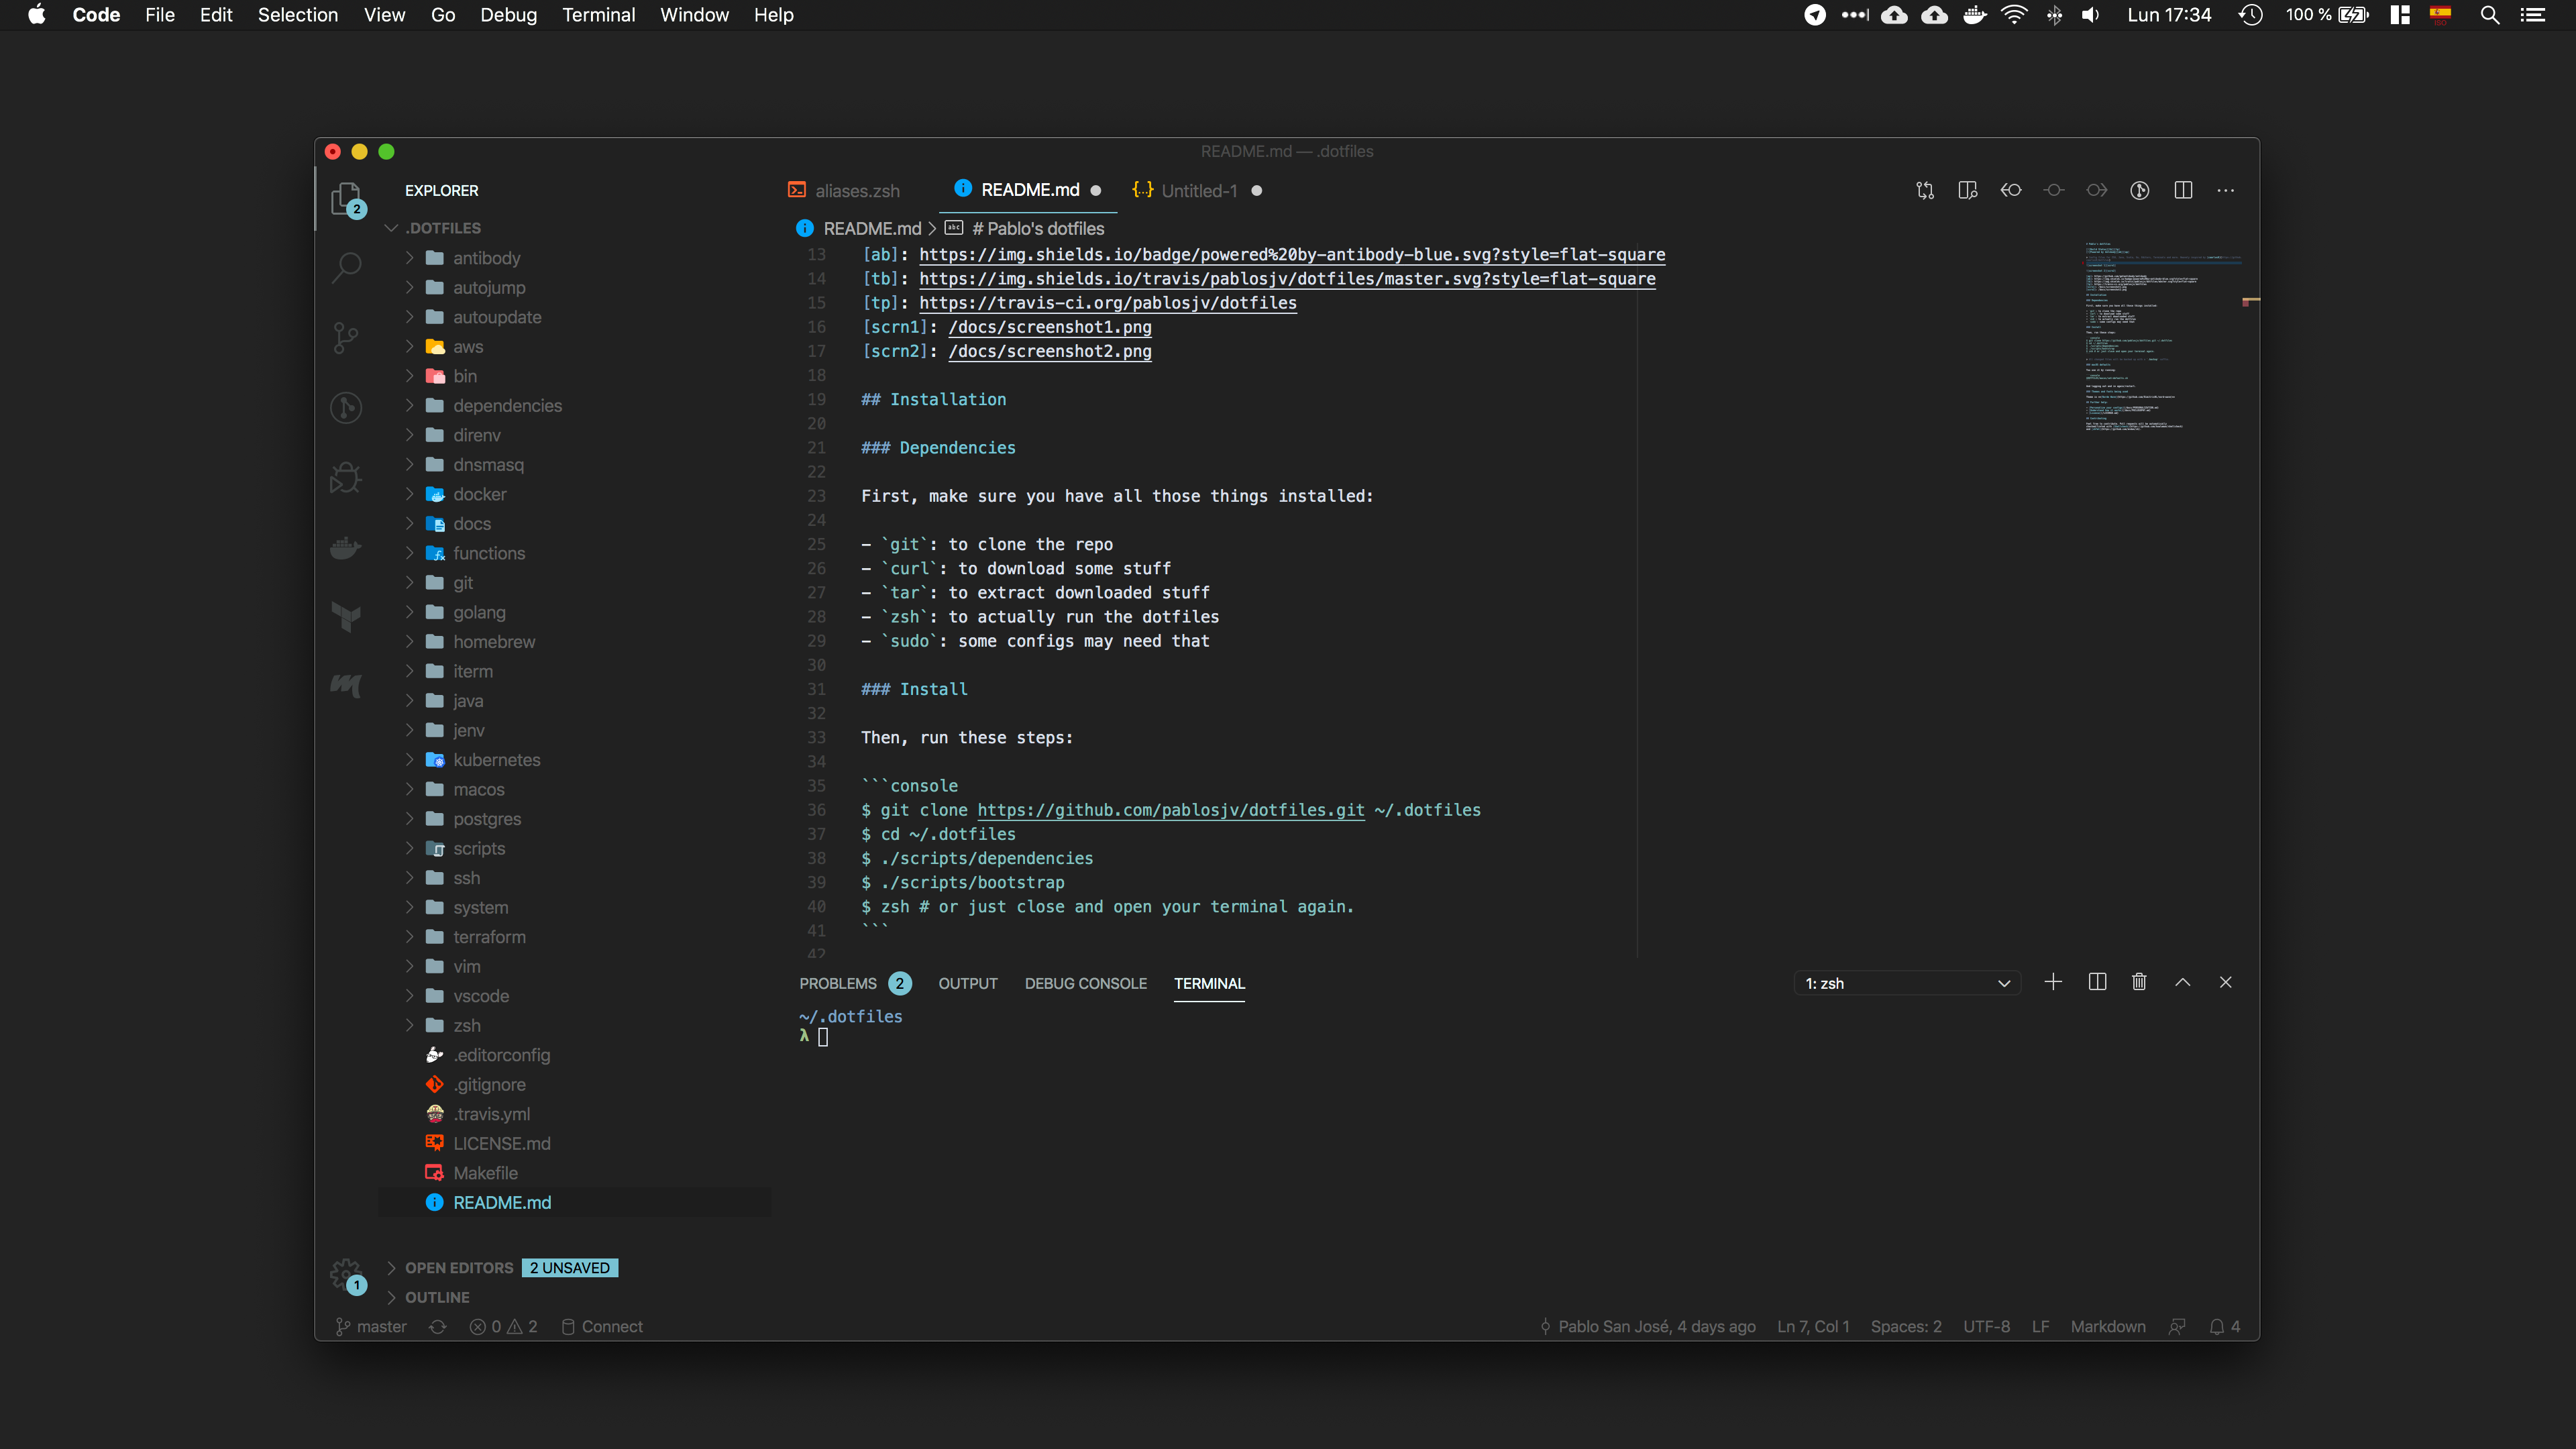 Code File Edit Selection View Go Debug Terminal Window Help
Lun 17:34 100 %
ISO
README.md — .dotfiles
2
EXPLORER
.DOTFILES
antibody
autojump
autoupdate
aws
bin
dependencies
direnv
dnsmasq
docker
docs
functions
git
golang
homebrew
iterm
java
jenv
kubernetes
macos
postgres
scripts
ssh
system
terraform
vim
vscode
zsh
.editorconfig
.gitignore
.travis.yml
LICENSE.md
Makefile
README.md
1
OPEN EDITORS 2 UNSAVED
OUTLINE
aliases.zsh README.md Untitled-1
README.md > # Pablo's dotfiles
13 [ab]: https://img.shields.io/badge/powered%20by-antibody-blue.svg?style=flat-square
14 [tb]: https://img.shields.io/travis/pablosjv/dotfiles/master.svg?style=flat-square
15 [tp]: https://travis-ci.org/pablosjv/dotfiles
16 [scrn1]: /docs/screenshot1.png
17 [scrn2]: /docs/screenshot2.png
18
19 ## Installation
20
21 ### Dependencies
22
23 First, make sure you have all those things installed:
24
25 - `git`: to clone the repo
26 - `curl`: to download some stuff
27 - `tar`: to extract downloaded stuff
28 - `zsh`: to actually run the dotfiles
29 - `sudo`: some configs may need that
30
31 ### Install
32
33 Then, run these steps:
34
35 ```console
36 $ git clone https://github.com/pablosjv/dotfiles.git ~/.dotfiles
37 $ cd ~/.dotfiles
38 $ ./scripts/dependencies
39 $ ./scripts/bootstrap
40 $ zsh # or just close and open your terminal again.
41 ```
42
PROBLEMS 2 OUTPUT DEBUG CONSOLE TERMINAL 1: zsh
~/.dotfiles
λ
master 0 2 Connect Pablo San José, 4 days ago Ln 7, Col 1 Spaces: 2 UTF-8 LF Markdown 4